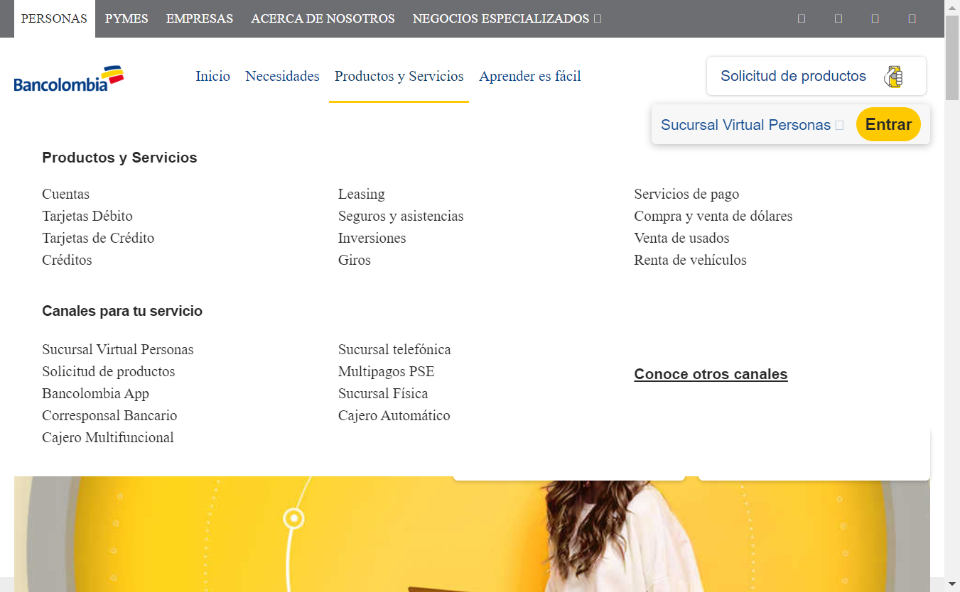 PERSONAS PYMES EMPRESAS ACERCA DE NOSOTROS NEGOCIOS ESPECIALIZADOS
Bancolombia
Inicio Necesidades Productos y Servicios Aprender es fácil
Solicitud de productos
Sucursal Virtual Personas Entrar
Productos y Servicios
Cuentas
Tarjetas Débito
Tarjetas de Crédito
Créditos
Leasing
Seguros y asistencias
Inversiones
Giros
Servicios de pago
Compra y venta de dólares
Venta de usados
Renta de vehículos
Canales para tu servicio
Sucursal Virtual Personas
Solicitud de productos
Bancolombia App
Corresponsal Bancario
Cajero Multifuncional
Sucursal telefónica
Multipagos PSE
Sucursal Física
Cajero Automático
Conoce otros canales